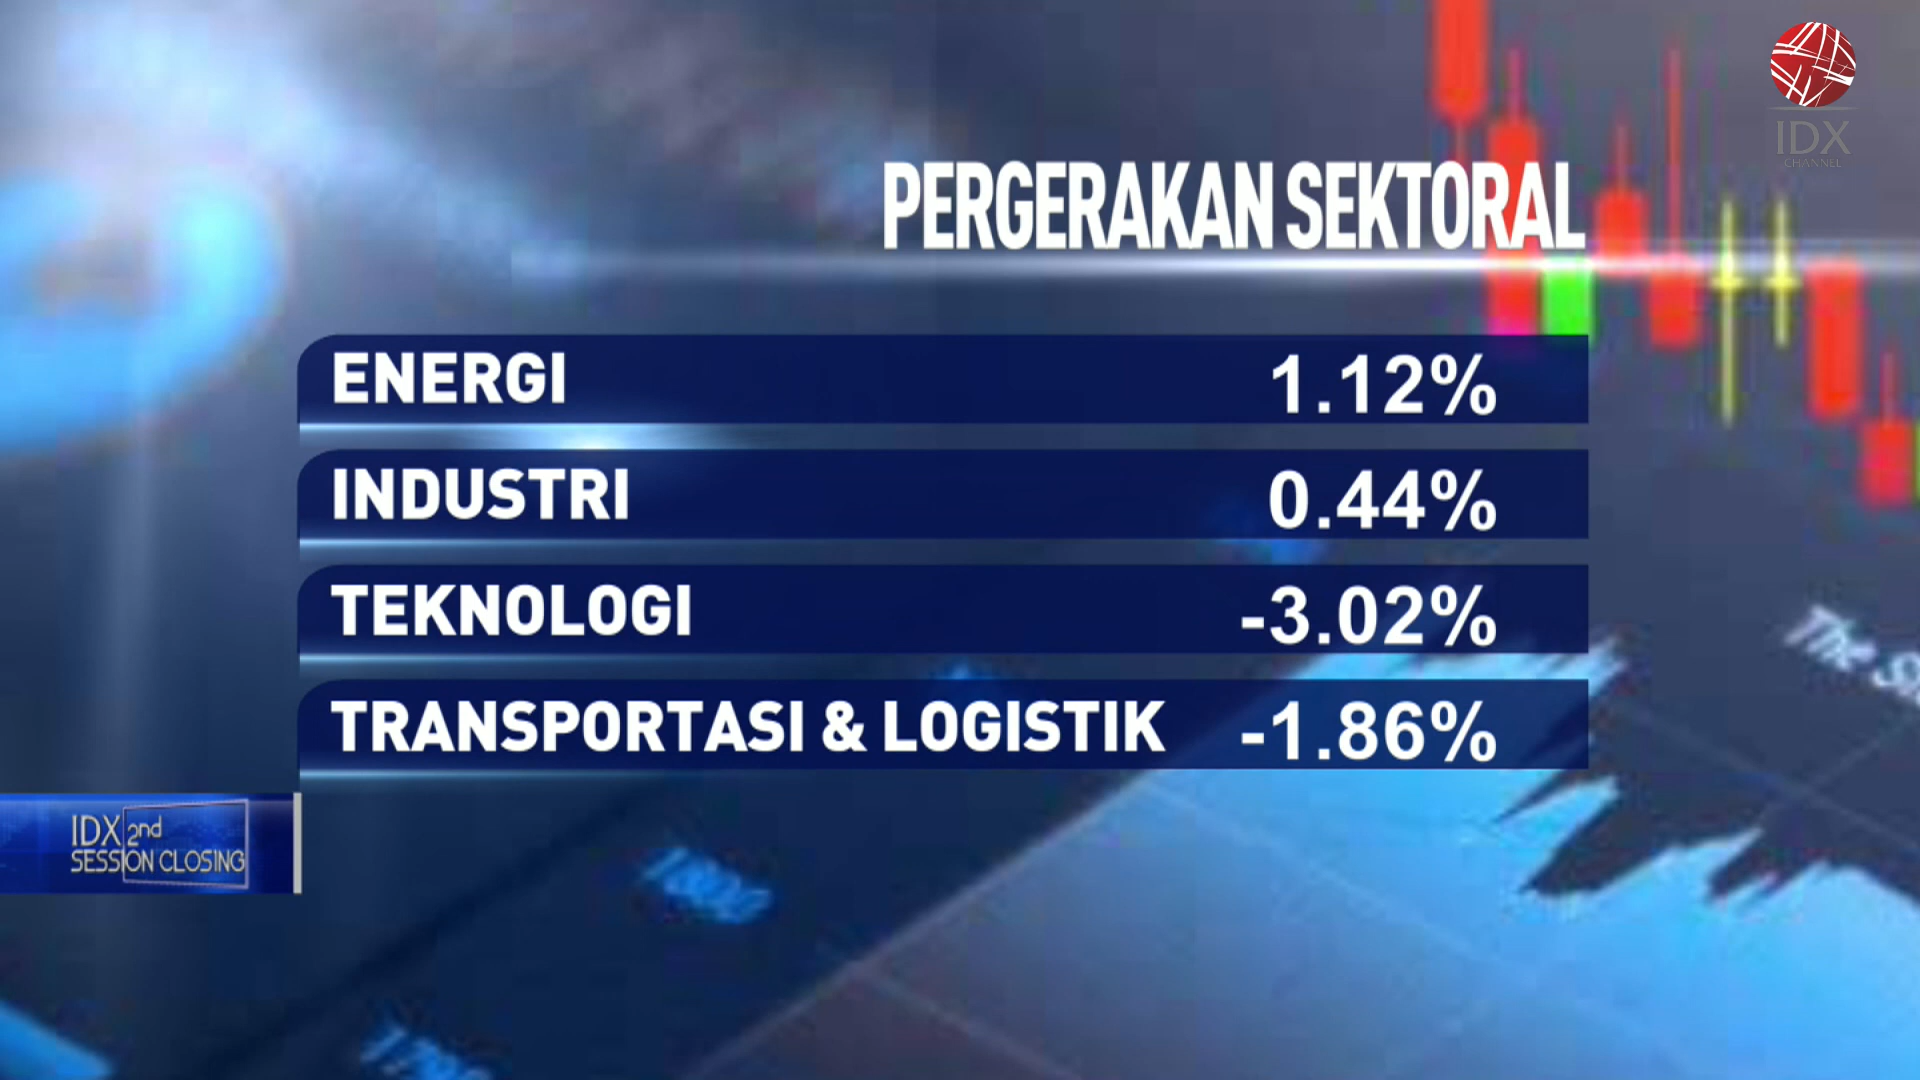 IDX
CHANNEL
PERGERAKAN SEKTORAL
ENERGI 1.12%
INDUSTRI 0.44%
TEKNOLOGI -3.02%
TRANSPORTASI & LOGISTIK -1.86%
The
IDX 2nd
SESSION CLOSING